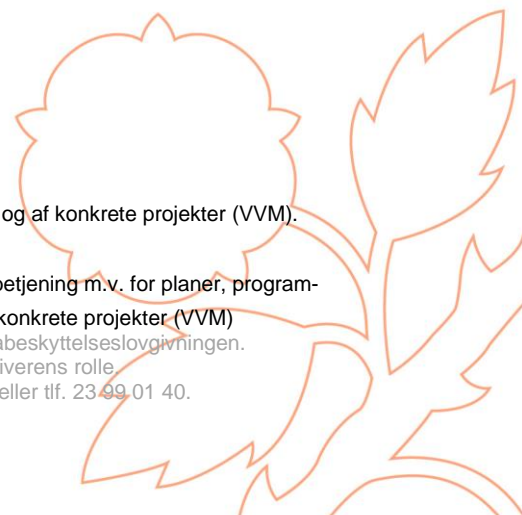 og af konkrete projekter (VVM).
betjening m.v. for planer, program-
konkrete projekter (VVM)
abeskyttelseslovgivningen.
iverens rolle.
eller tlf. 23 99 01 40.